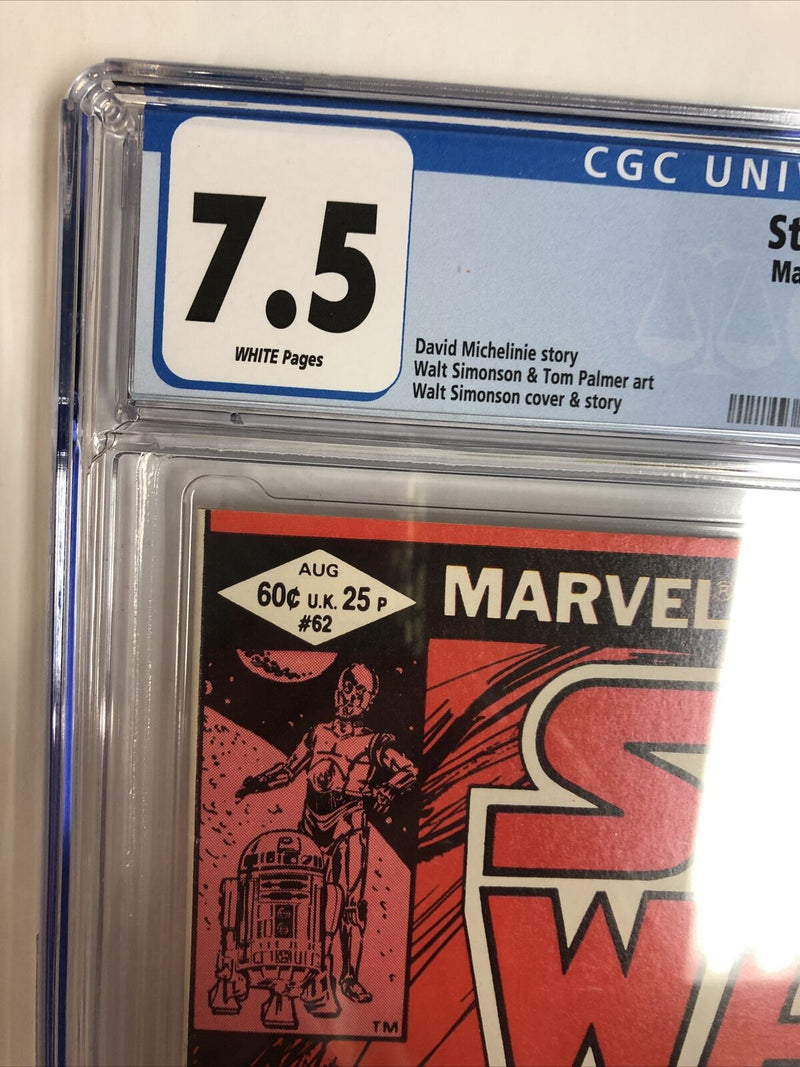 7.5
WHITE Pages
CGC UNIV
St
Ma
David Michelinie story
Walt Simonson & Tom Palmer art
Walt Simonson cover & story
AUG
60¢ U.K. 25 P
#62
MARVEL®
S
WA
TM